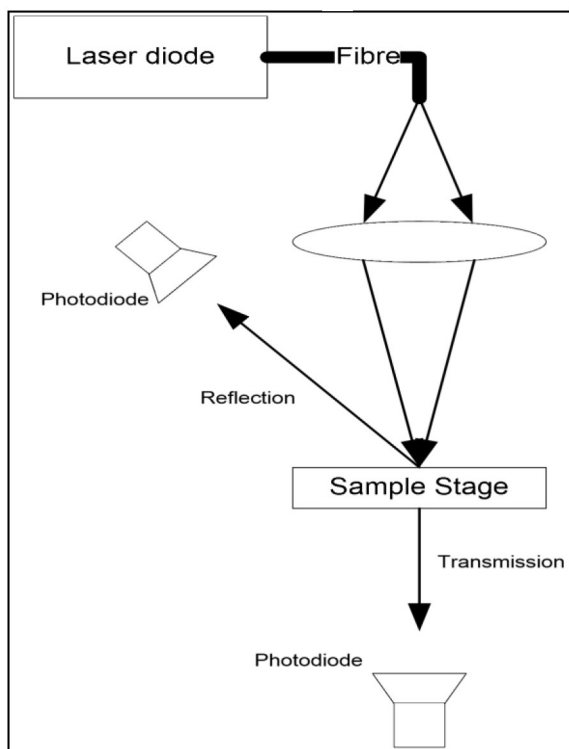 Laser diode
Fibre
Photodiode
Reflection
Sample Stage
Transmission
Photodiode